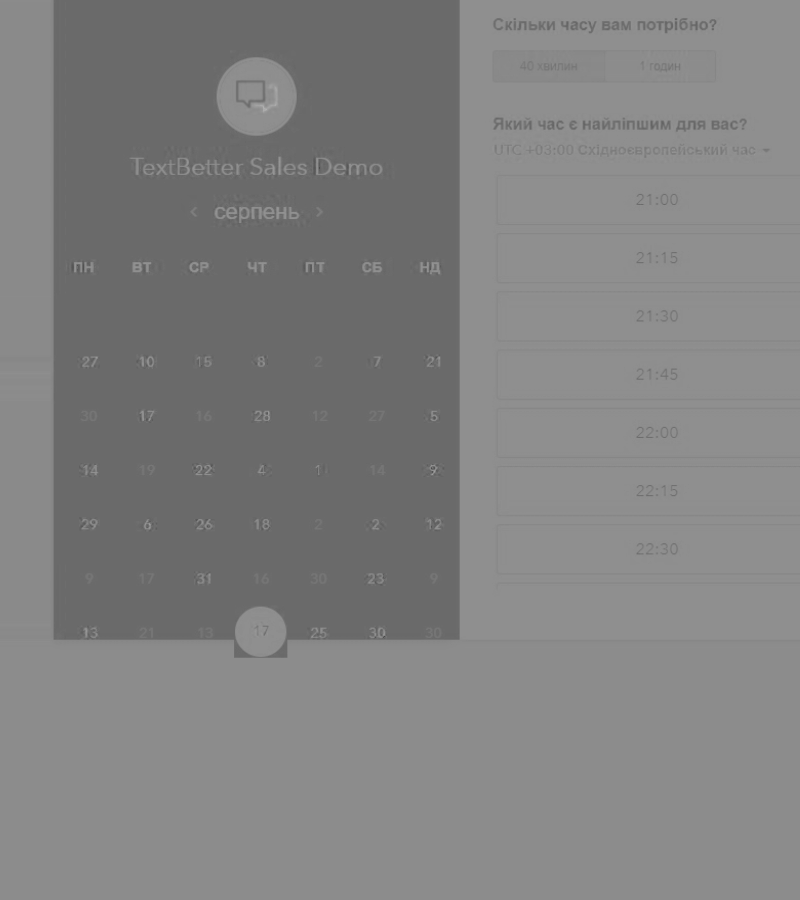 TextBetter Sales Demo
серпень
ПН ВТ СР ЧТ ПТ СБ НД
27 10 15 8 2 7 21
30 17 16 28 12 27 5
14 19 22 4 1 14 9
29 6 26 18 2 2 12
9 17 31 16 30 23 9
13 21 13 17 25 30 30
Скільки часу вам потрібно?
40 хвилин 1 годин
Який час є найліпшим для вас?
UTC +03:00 Східноєвропейський час
21:00
21:15
21:30
21:45
22:00
22:15
22:30